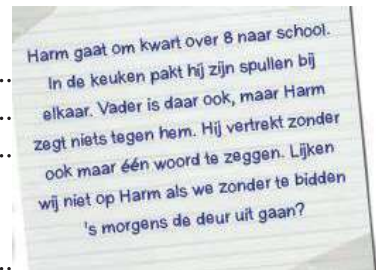 Harm gaat om kwart over 8 naar school.
In de keuken pakt hij zijn spullen bij
elkaar. Vader is daar ook, maar Harm
zegt niets tegen hem. Hij vertrekt zonder
ook maar één woord te zeggen. Lijken
wij niet op Harm als we zonder te bidden
's morgens de deur uit gaan?